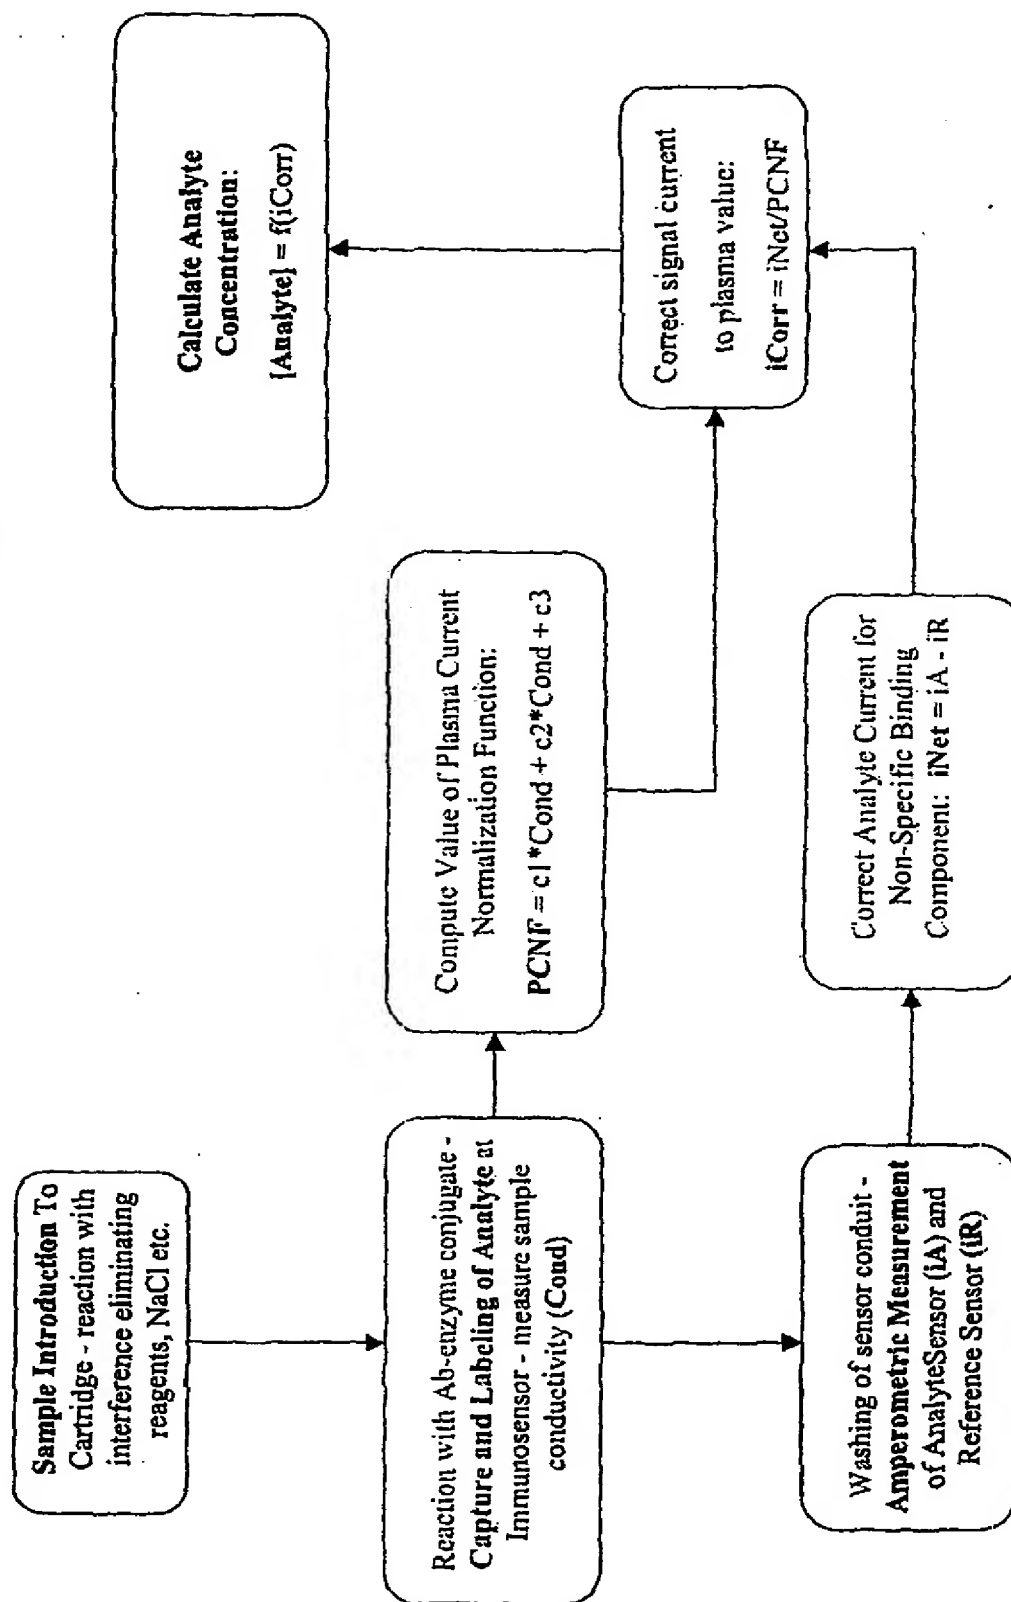 Sample Introduction To
Cartridge - reaction with
interference eliminating
reagents, NaCl etc.
Reaction with Ab-enzyme conjugate -
Capture and Labeling of Analyte at
Immunosensor - measure sample
conductivity (Cond)
Compute Value of Plasma Current
Normalization Function:
PCNF = c1*Cond + c2*Cond + c3
Washing of sensor conduit -
Amperometric Measurement
of AnalyteSensor (iA) and
Reference Sensor (iR)
Correct Analyte Current for
Non-Specific Binding
Component: iNet = iA - iR
Correct signal current
to plasma value:
iCorr = iNet/PCNF
Calculate Analyte
Concentration:
[Analyte] = f(iCorr)